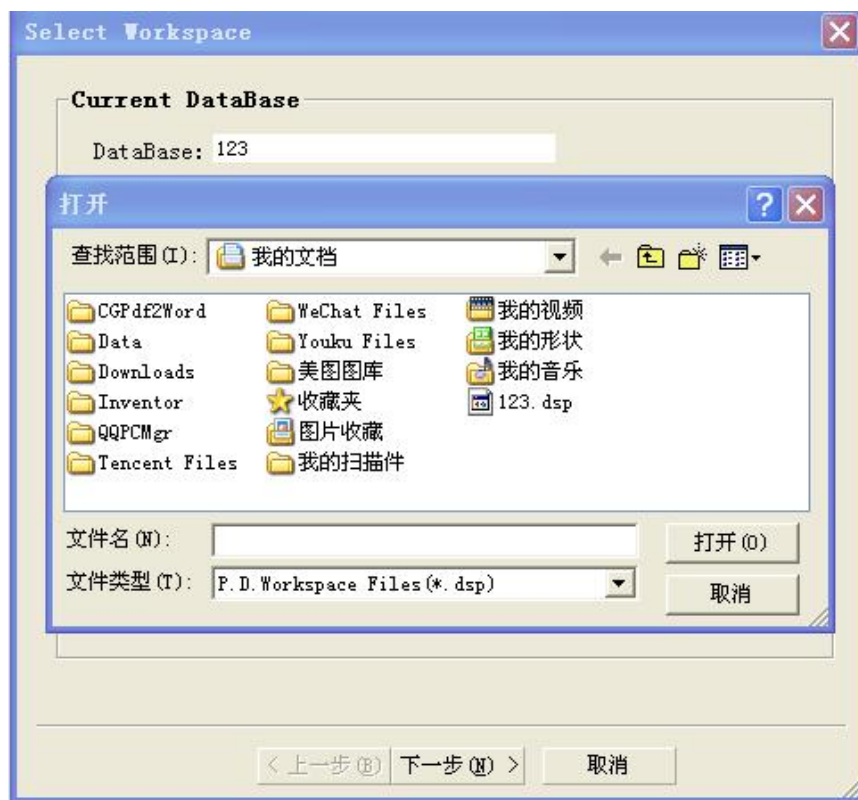 Select Workspace
Current DataBase
DataBase: 123
打开
查找范围(I): 我的文档
CGPdf2Word WeChat Files 我的视频
Data Youku Files 我的形状
Downloads 美图图库 我的音乐
Inventor 收藏夹 123.dsp
QQPCMgr 图片收藏
Tencent Files 我的扫描件
文件名(N): 打开(O)
文件类型(T): P.D.Workspace Files(*.dsp) 取消
< 上一步(B) 下一步(N) > 取消